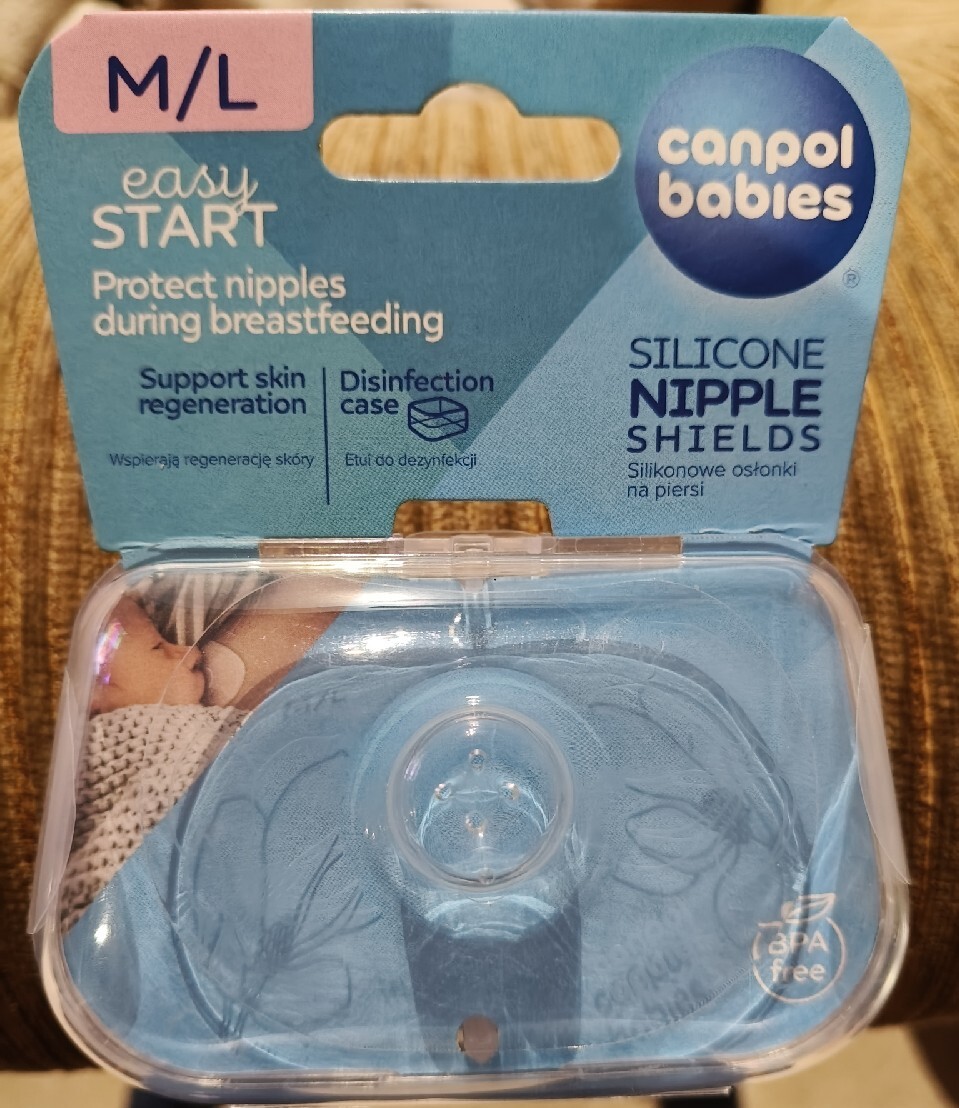 M/L
canpol
babies
®
easy
START
Protect nipples
during breastfeeding
Support skin
regeneration
Wspierają regenerację skóry
Disinfection
case
Etui do dezynfekcji
SILICONE
NIPPLE
SHIELDS
Silikonowe osłonki
na piersi
BPA
free